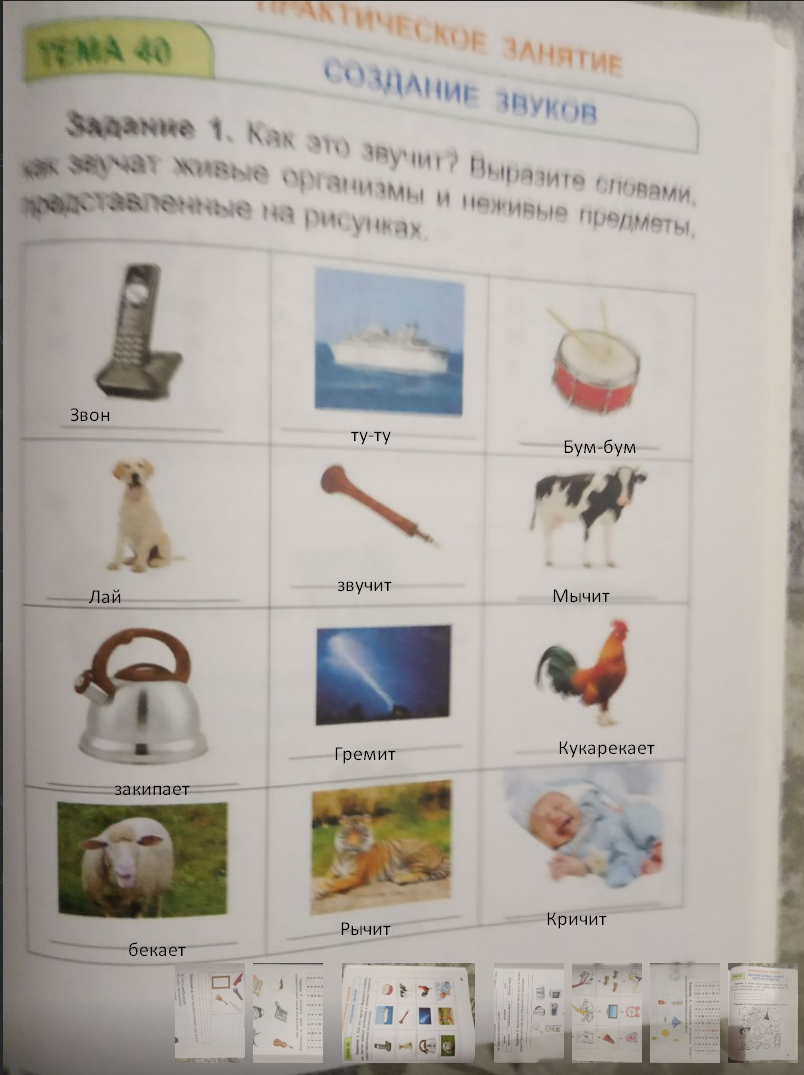 ПРАКТИЧЕСКОЕ ЗАНЯТИЕ
ТЕМА 40
СОЗДАНИЕ ЗВУКОВ
Задание 1. Как это звучит? Выразите словами,
как звучат живые организмы и неживые предметы,
представленные на рисунках.
Звон
ту-ту
Бум-бум
Лай
звучит
Мычит
закипает
Гремит
Кукарекает
бекает
Рычит
Кричит